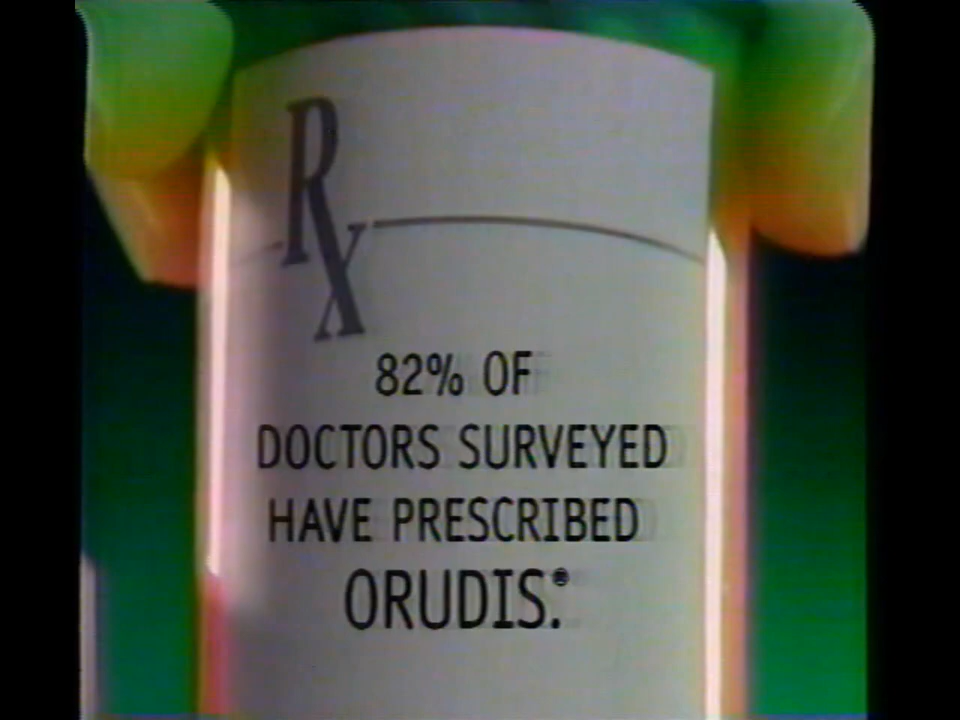 Rx
82% OF
DOCTORS SURVEYED
HAVE PRESCRIBED
ORUDIS.®